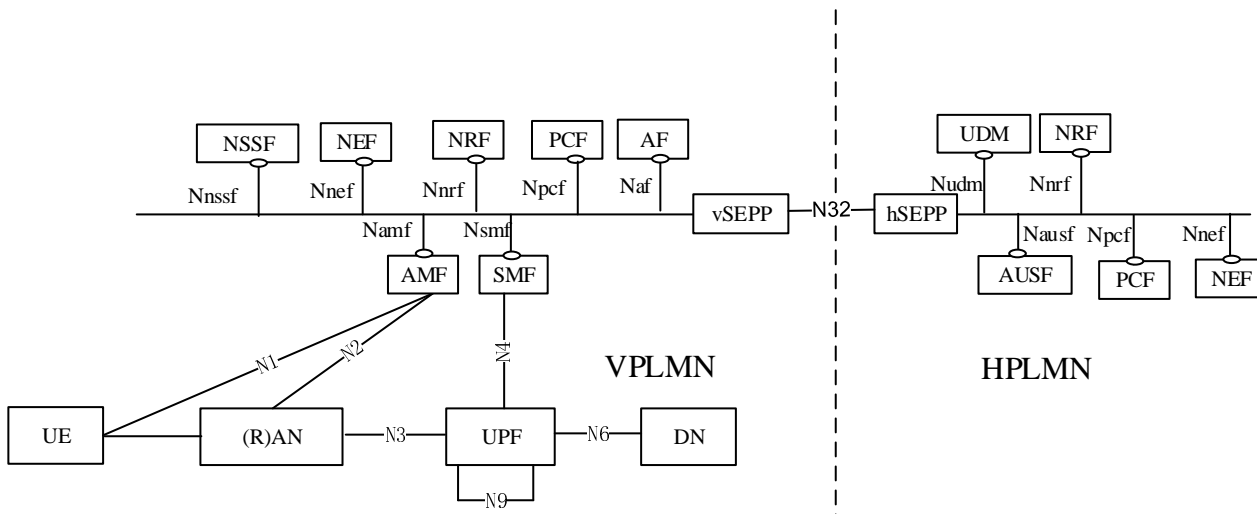 NSSF
NEF
NRF
PCF
AF
UDM
NRF
Nnssf
Nnef
Nnrf
Npcf
Naf
Nudm
Nnrf
vSEPP
N32
hSEPP
Namf
Nsmf
Nausf
Npcf
Nnef
AMF
SMF
AUSF
PCF
NEF
N1
N2
N4
VPLMN
HPLMN
UE
(R)AN
N3
UPF
N6
DN
N9